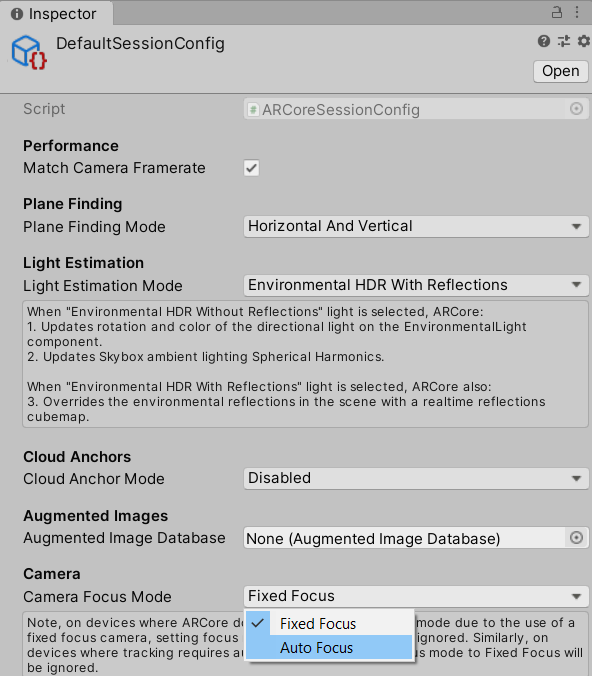 Inspector
DefaultSessionConfig
Open
Script
# ARCoreSessionConfig
Performance
Match Camera Framerate
Plane Finding
Plane Finding Mode
Horizontal And Vertical
Light Estimation
Light Estimation Mode
Environmental HDR With Reflections
When "Environmental HDR Without Reflections" light is selected, ARCore:
1. Updates rotation and color of the directional light on the EnvironmentalLight
component.
2. Updates Skybox ambient lighting Spherical Harmonics.
When "Environmental HDR With Reflections" light is selected, ARCore also:
3. Overrides the environmental reflections in the scene with a realtime reflections
cubemap.
Cloud Anchors
Cloud Anchor Mode
Disabled
Augmented Images
Augmented Image Database
None (Augmented Image Database)
Camera
Camera Focus Mode
Fixed Focus
Fixed Focus
Auto Focus
Note, on devices where ARCore mode due to the use of a
fixed focus camera, setting focus ignored. Similarly, on
devices where tracking requires mode to Fixed Focus will
be ignored.